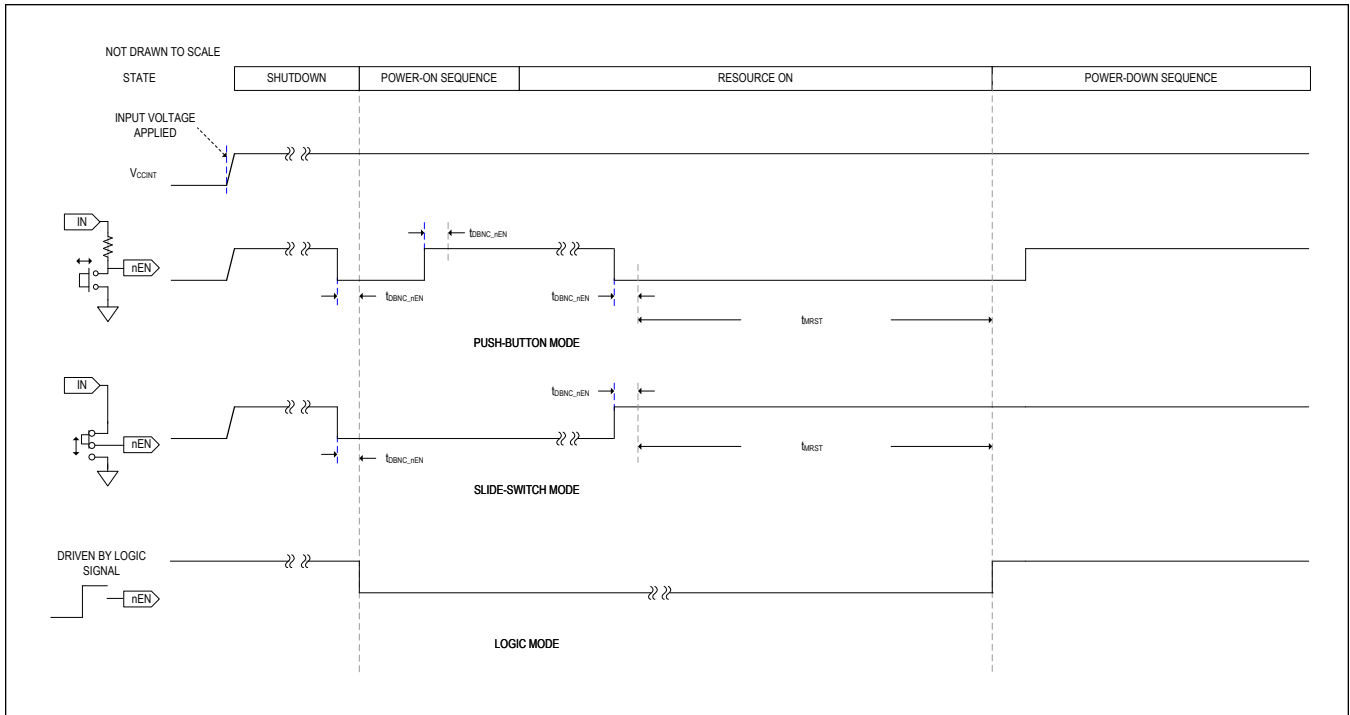 NOT DRAWN TO SCALE
STATE
SHUTDOWN
POWER-ON SEQUENCE
RESOURCE ON
POWER-DOWN SEQUENCE
INPUT VOLTAGE
APPLIED
VCCINT
IN
nEN
tDBNC_nEN
tDBNC_nEN
tDBNC_nEN
tMRST
PUSH-BUTTON MODE
IN
nEN
tDBNC_nEN
tDBNC_nEN
tMRST
SLIDE-SWITCH MODE
DRIVEN BY LOGIC
SIGNAL
nEN
LOGIC MODE